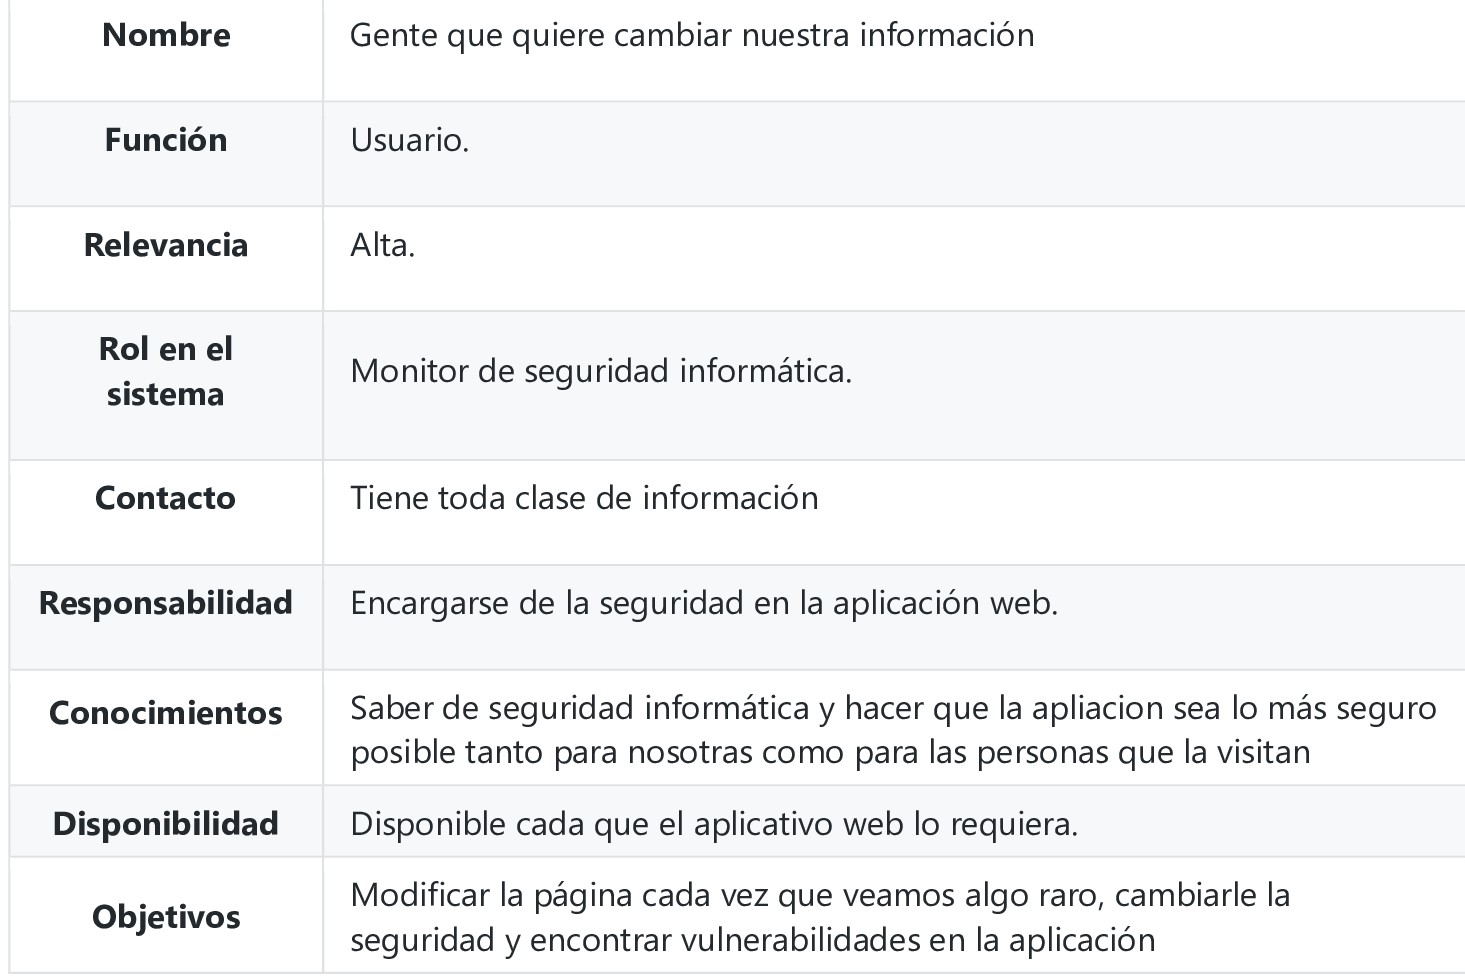 Nombre
Gente que quiere cambiar nuestra información
Función
Usuario.
Relevancia
Alta.
Rol en el
sistema
Monitor de seguridad informática.
Contacto
Tiene toda clase de información
Responsabilidad
Encargarse de la seguridad en la aplicación web.
Conocimientos
Saber de seguridad informática y hacer que la apliacion sea lo más seguro
posible tanto para nosotras como para las personas que la visitan
Disponibilidad
Disponible cada que el aplicativo web lo requiera.
Objetivos
Modificar la página cada vez que veamos algo raro, cambiarle la
seguridad y encontrar vulnerabilidades en la aplicación